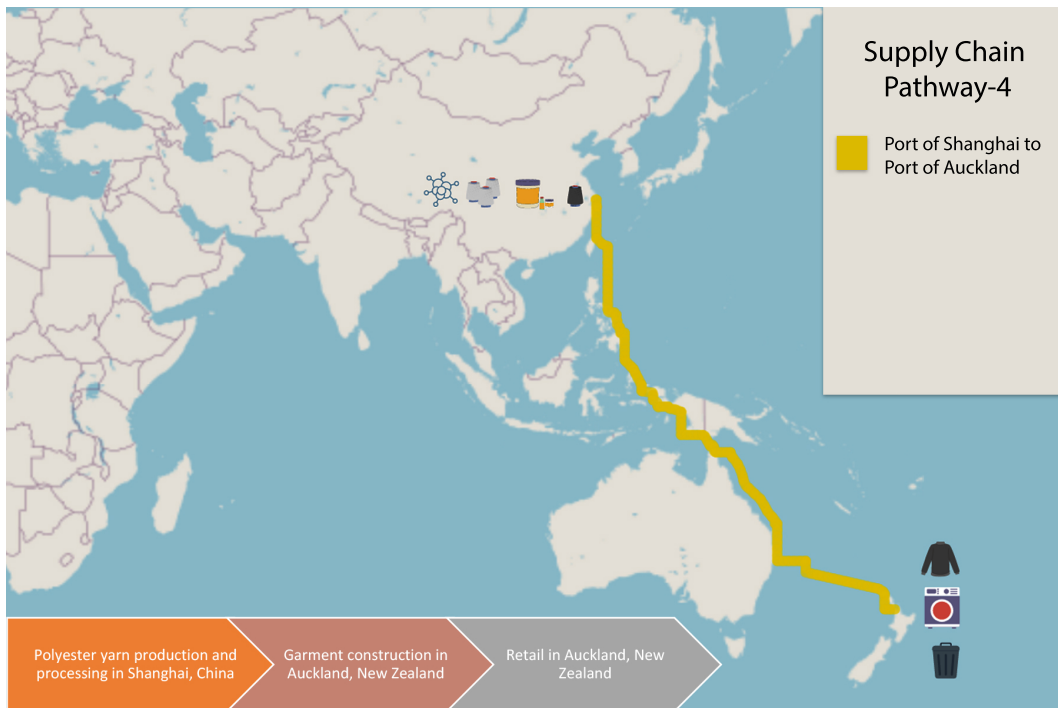 Supply Chain
Pathway-4
Port of Shanghai to
Port of Auckland
Polyester yarn production and
processing in Shanghai, China
Garment construction in
Auckland, New Zealand
Retail in Auckland, New
Zealand